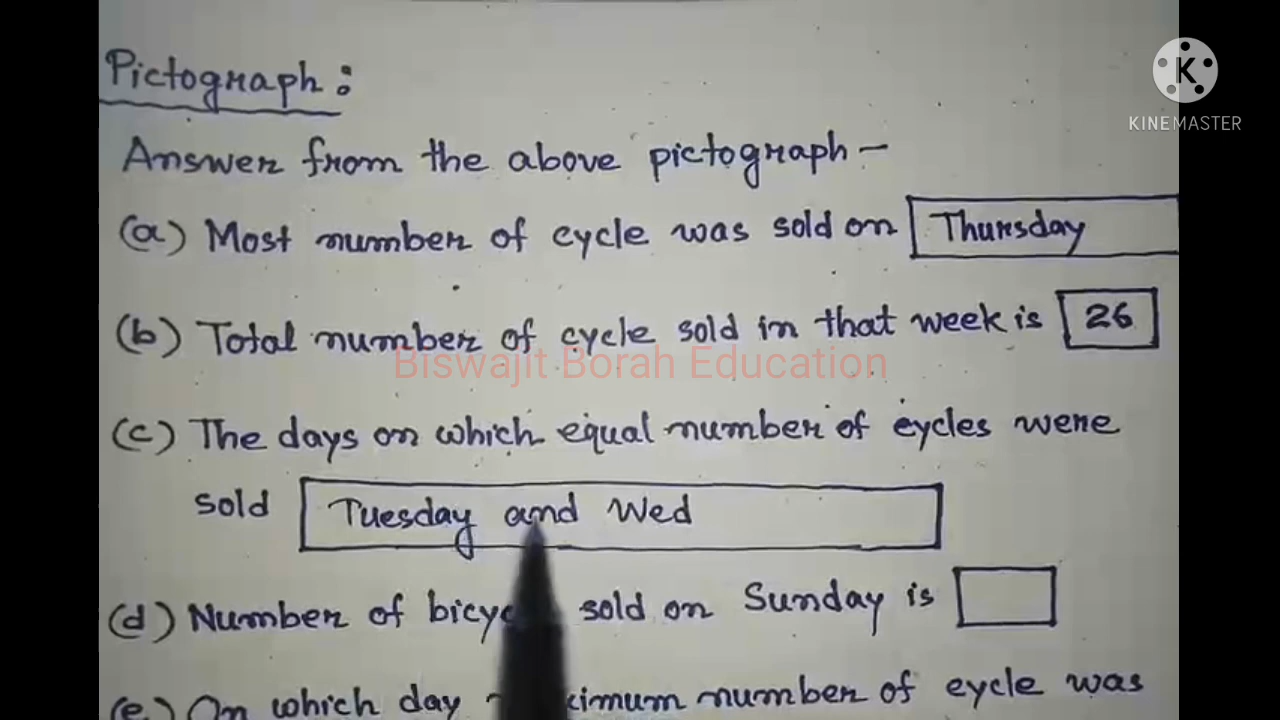 Pictograph:
K
KINEMASTER
Answer from the above pictograph –
(a) Most number of cycle was sold on Thursday
(b) Total number of cycle sold in that week is 26
Biswajit Borah Education
(c) The days on which equal number of cycles were
sold Tuesday and Wed
(d) Number of sold on Sunday is
(e) On which day number of cycle was